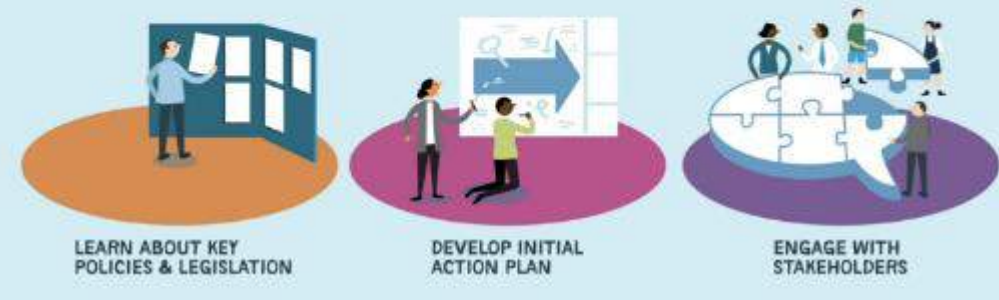 LEARN ABOUT KEY
POLICIES & LEGISLATION
DEVELOP INITIAL
ACTION PLAN
ENGAGE WITH
STAKEHOLDERS